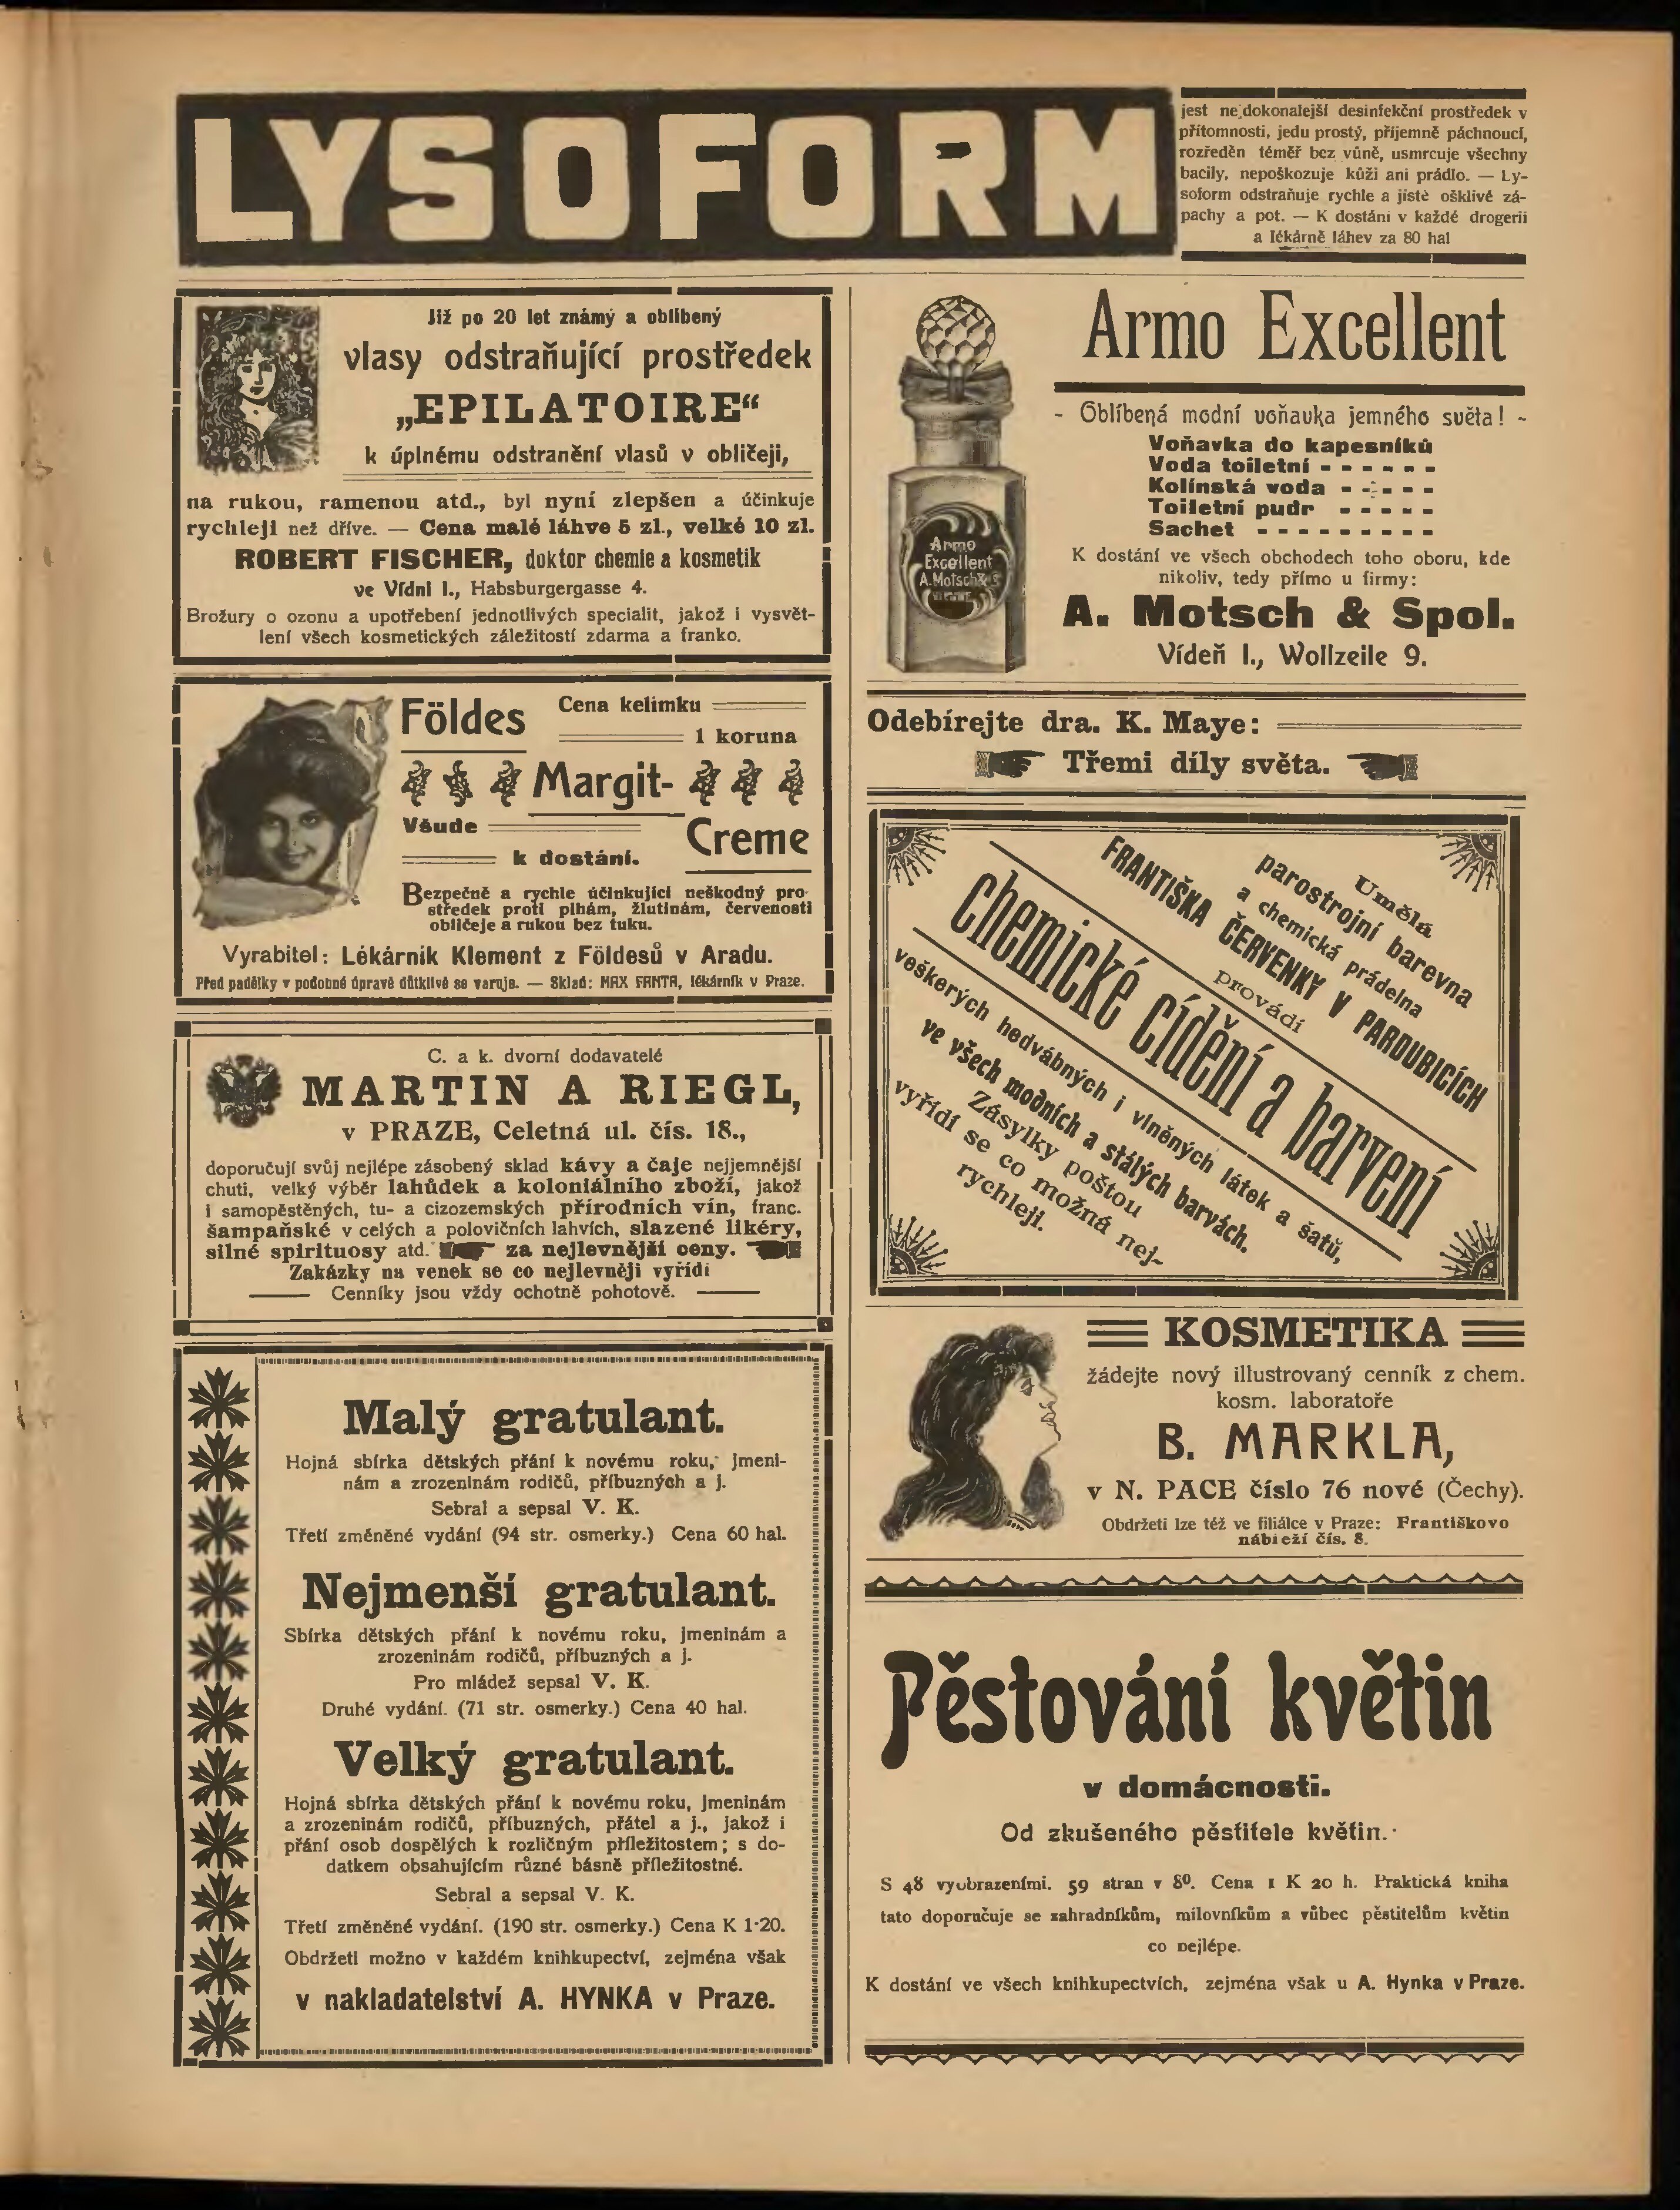 LYSOFORM
jest nejdokonalejší desinfekční prostředek v
přítomnosti, jedu prostý, příjemně páchnoucí,
rozředěn téměř bez vůně, usmrcuje všechny
bacily, nepoškozuje kůži ani prádlo. — Ly-
soform odstraňuje rychle a jistě ošklivé zá-
pachy a pot. — K dostání v každé drogerii
a lékárně láhev za 80 hal
Již po 20 let známý a oblíbený
vlasy odstraňující prostředek
„EPILATOIRE“
k úplnému odstranění vlasů v obličeji,
na rukou, ramenou atd., byl nyní zlepšen a účinkuje
rychleji než dříve. — Cena malé láhve 5 zl., velké 10 zl.
ROBERT FISCHER, doktor chemie a kosmetik
ve Vídni I., Habsburgergasse 4.
Brožury o ozonu a upotřebení jednotlivých specialit, jakož i vysvět-
lení všech kosmetických záležitostí zdarma a franko.
Földes
Cena kelimku
1 koruna
Margit-
Všude
k dostání.
Creme
Bezpečně a rychle účinkující neškodný pro-
středek proti pihám, žlutinám, červenosti
obličeje a rukou bez tuku.
Vyrabitel: Lékárník Klement z Földesů v Aradu.
Před padělky v podobné úpravě důtklivě se varuje. — Sklad: MAX FANTA, lékárník v Praze.
C. a k. dvorní dodavatelé
MARTIN A RIEGL,
v PRAZE, Celetná ul. čís. 18.,
doporučují svůj nejlépe zásobený sklad kávy a čaje nejjemnější
chuti, velký výběr lahůdek a koloniálního zboží, jakož
i samopěstěných, tu- a cizozemských přírodních vín, franc.
šampaňské v celých a polovičních lahvích, slazené likéry,
silné spirituosy atd. za nejlevnější ceny.
Zakázky na venek se co nejlevněji vyřídí
Cenníky jsou vždy ochotně pohotově.
Malý gratulant.
Hojná sbírka dětských přání k novému roku, jmeni-
nám a zrozeninám rodičů, příbuzných a j.
Sebral a sepsal V. K.
Třetí změněné vydání (94 str. osmerky.) Cena 60 hal.
Nejmenší gratulant.
Sbírka dětských přání k novému roku, jmeninám a
zrozeninám rodičů, příbuzných a j.
Pro mládež sepsal V. K.
Druhé vydání. (71 str. osmerky.) Cena 40 hal.
Velký gratulant.
Hojná sbírka dětských přání k novému roku, jmeninám
a zrozeninám rodičů, příbuzných, přátel a j., jakož i
přání osob dospělých k rozličným příležitostem; s do-
datkem obsahujícím různé básně příležitostné.
Sebral a sepsal V. K.
Třetí změněné vydání. (190 str. osmerky.) Cena K 1·20.
Obdržeti možno v každém knihkupectví, zejména však
v nakladatelství A. HYNKA v Praze.
Armo Excellent
- Oblíbená modní voňavka jemného světa! -
Voňavka do kapesníků
Voda toiletní
Kolínská voda
Toiletní pudr
Sachet
K dostání ve všech obchodech toho oboru, kde
nikoliv, tedy přímo u firmy:
A. Motsch & Spol.
Vídeň I., Wollzeile 9.
Armo
Excellent
A. Motsch & Co
VIENNE
Odebírejte dra. K. Maye:
Třemi díly světa.
Umělá
parostrojní barevna
a chemická prádelna
FRANTIŠKA ČERVENKY V PARDUBICÍCH
provádí
chemické cídění a barvení
veškerých hedvábných i vlněných látek a šatů,
ve všech modních a stálých barvách.
Zásylky poštou
vyřídí se co možná nej-
rychleji.
KOSMETIKA
žádejte nový illustrovaný cenník z chem.
kosm. laboratoře
B. MARKLA,
v N. PACE číslo 76 nové (Čechy).
Obdržeti lze též ve filiálce v Praze: Františkovo
nábieží čís. 8.
Pěstování květin
v domácnosti.
Od zkušeného pěstitele květin.
S 48 vyobrazeními. 59 stran v 8⁰. Cena 1 K 20 h. Praktická kniha
tato doporučuje se zahradníkům, milovníkům a vůbec pěstitelům květin
co nejlépe.
K dostání ve všech knihkupectvích, zejména však u A. Hynka v Praze.